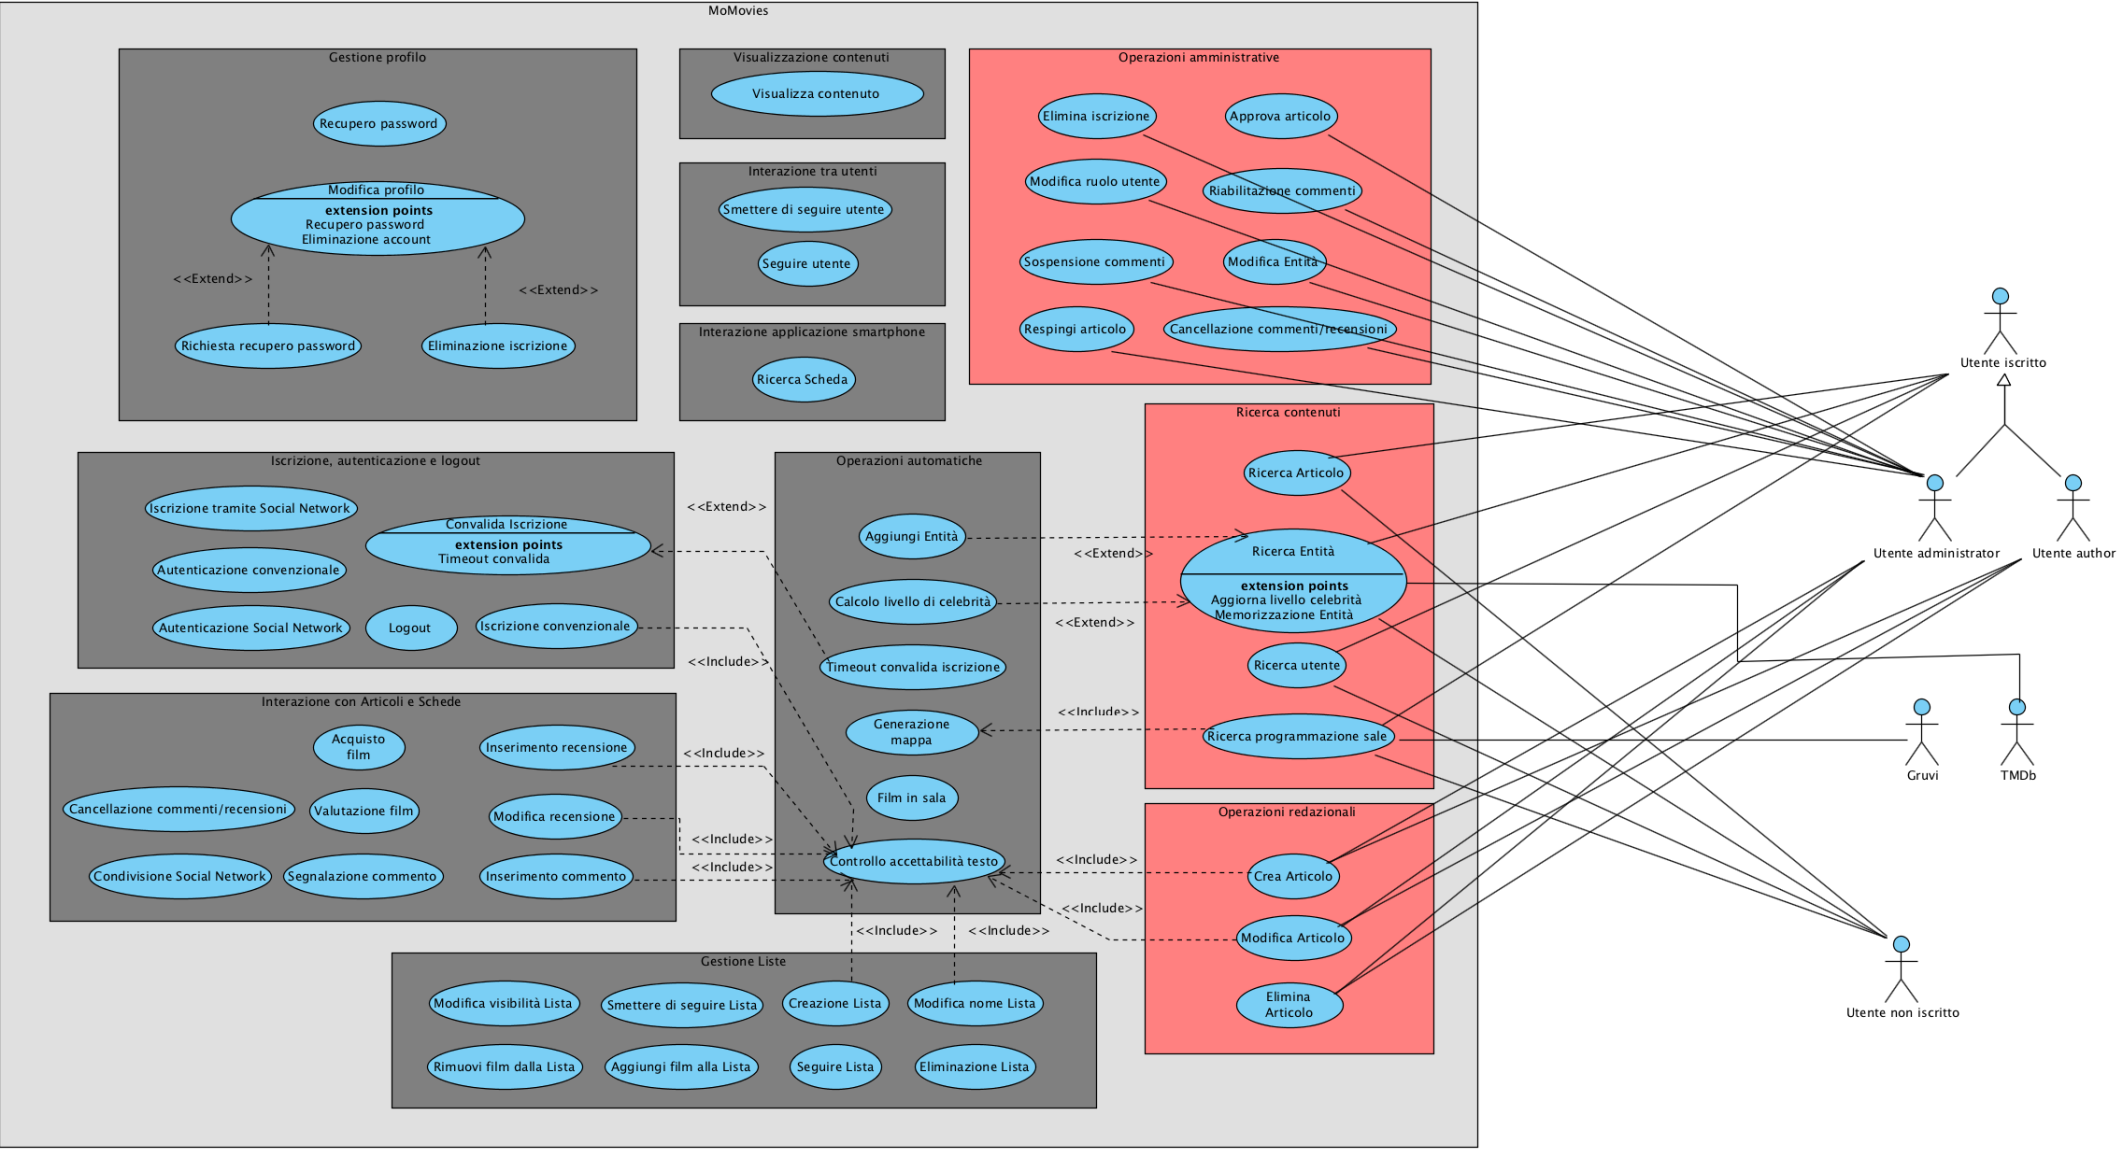 MoMovies
Gestione profilo
Recupero password
Modifica profilo
extension points
Recupero password
Eliminazione account
<<Extend>>
<<Extend>>
Richiesta recupero password
Eliminazione iscrizione
Visualizzazione contenuti
Visualizza contenuto
Interazione tra utenti
Smettere di seguire utente
Seguire utente
Interazione applicazione smartphone
Ricerca Scheda
Operazioni amministrative
Elimina iscrizione
Approva articolo
Modifica ruolo utente
Riabilitazione commenti
Sospensione commenti
Modifica Entità
Respingi articolo
Cancellazione commenti/recensioni
Iscrizione, autenticazione e logout
Iscrizione tramite Social Network
Convalida Iscrizione
extension points
Timeout convalida
Autenticazione convenzionale
Autenticazione Social Network
Logout
Iscrizione convenzionale
<<Extend>>
<<Include>>
Operazioni automatiche
Aggiungi Entità
Calcolo livello di celebrità
Timeout convalida iscrizione
Generazione
mappa
Film in sala
Controllo accettabilità testo
<<Extend>>
<<Extend>>
<<Include>>
Ricerca contenuti
Ricerca Articolo
Ricerca Entità
extension points
Aggiorna livello celebrità
Memorizzazione Entità
Ricerca utente
Ricerca programmazione sale
Interazione con Articoli e Schede
Acquisto
film
Inserimento recensione
Cancellazione commenti/recensioni
Valutazione film
Modifica recensione
Condivisione Social Network
Segnalazione commento
Inserimento commento
<<Include>>
<<Include>>
<<Include>>
<<Include>>
<<Include>>
<<Include>>
<<Include>>
Operazioni redazionali
Crea Articolo
Modifica Articolo
Elimina
Articolo
Gestione Liste
Modifica visibilità Lista
Smettere di seguire Lista
Creazione Lista
Modifica nome Lista
Rimuovi film dalla Lista
Aggiungi film alla Lista
Seguire Lista
Eliminazione Lista
Utente iscritto
Utente administrator
Utente author
Gruvi
TMDb
Utente non iscritto